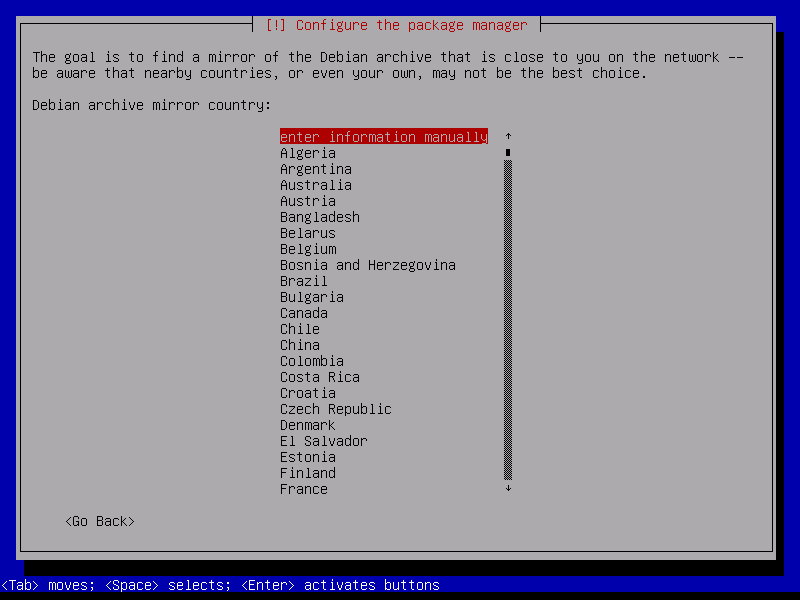 [!] Configure the package manager
The goal is to find a mirror of the Debian archive that is close to you on the network --
be aware that nearby countries, or even your own, may not be the best choice.
Debian archive mirror country:
enter information manually
Algeria
Argentina
Australia
Austria
Bangladesh
Belarus
Belgium
Bosnia and Herzegovina
Brazil
Bulgaria
Canada
Chile
China
Colombia
Costa Rica
Croatia
Czech Republic
Denmark
El Salvador
Estonia
Finland
France
<Go Back>
<Tab> moves; <Space> selects; <Enter> activates buttons